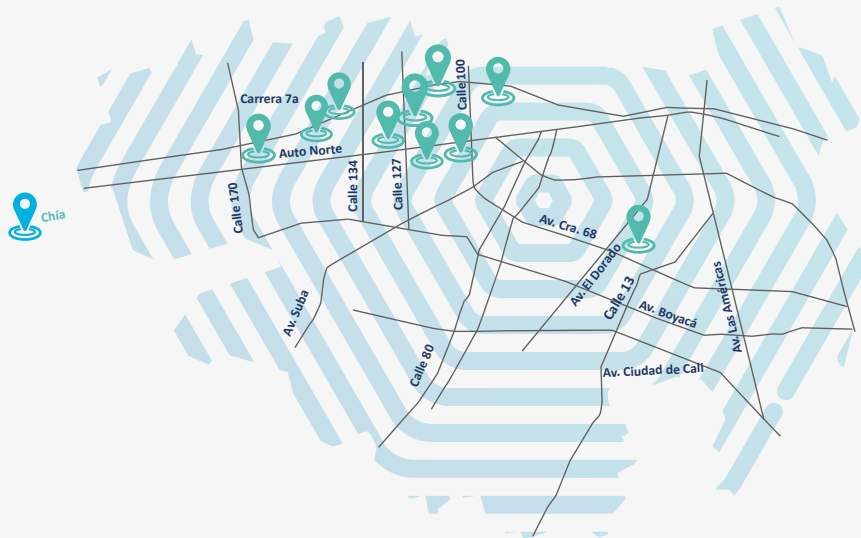 Calle 100
Carrera 7a
Auto Norte
Calle 134
Calle 127
Calle 170
Chía
Av. Cra. 68
Av. El Dorado
Calle 13
Av. Suba
Av. Boyacá
Av. Las Américas
Calle 80
Av. Ciudad de Cali